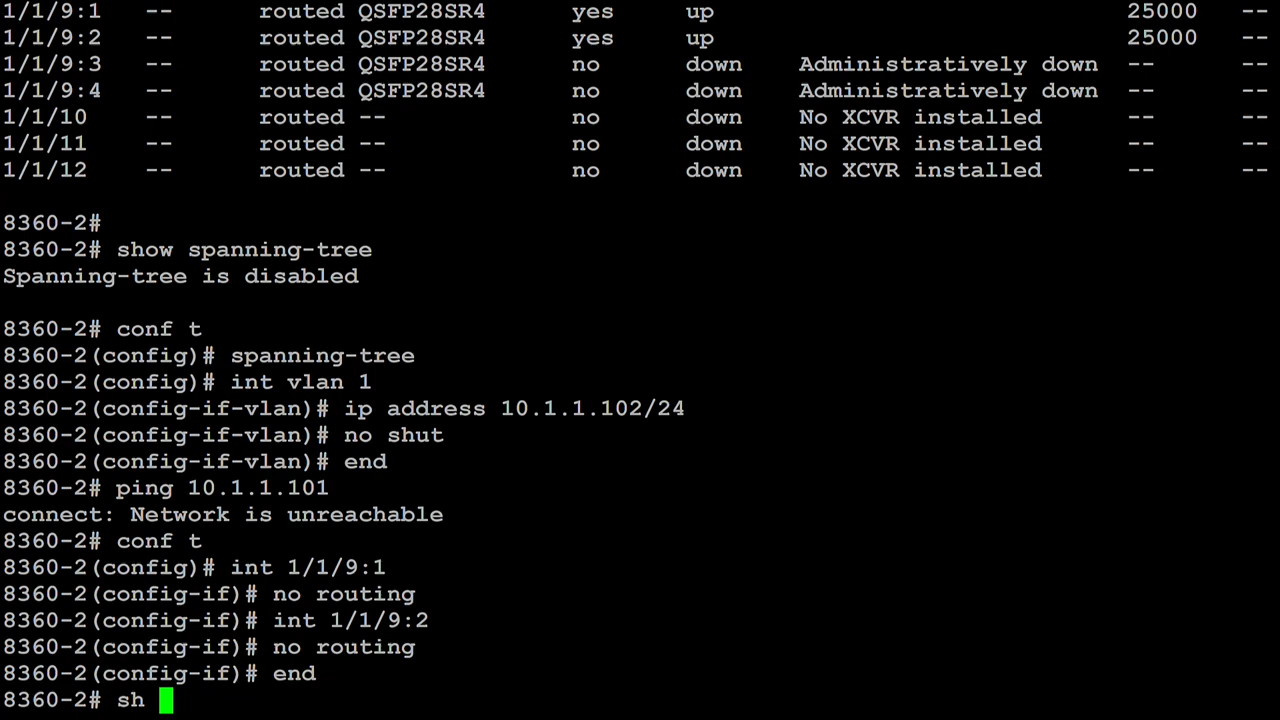 1/1/9:1 -- routed QSFP28SR4 yes up 25000 --
1/1/9:2 -- routed QSFP28SR4 yes up 25000 --
1/1/9:3 -- routed QSFP28SR4 no down Administratively down -- --
1/1/9:4 -- routed QSFP28SR4 no down Administratively down -- --
1/1/10 -- routed -- no down No XCVR installed -- --
1/1/11 -- routed -- no down No XCVR installed -- --
1/1/12 -- routed -- no down No XCVR installed -- --
8360-2#
8360-2# show spanning-tree
Spanning-tree is disabled
8360-2# conf t
8360-2(config)# spanning-tree
8360-2(config)# int vlan 1
8360-2(config-if-vlan)# ip address 10.1.1.102/24
8360-2(config-if-vlan)# no shut
8360-2(config-if-vlan)# end
8360-2# ping 10.1.1.101
connect: Network is unreachable
8360-2# conf t
8360-2(config)# int 1/1/9:1
8360-2(config-if)# no routing
8360-2(config-if)# int 1/1/9:2
8360-2(config-if)# no routing
8360-2(config-if)# end
8360-2# sh